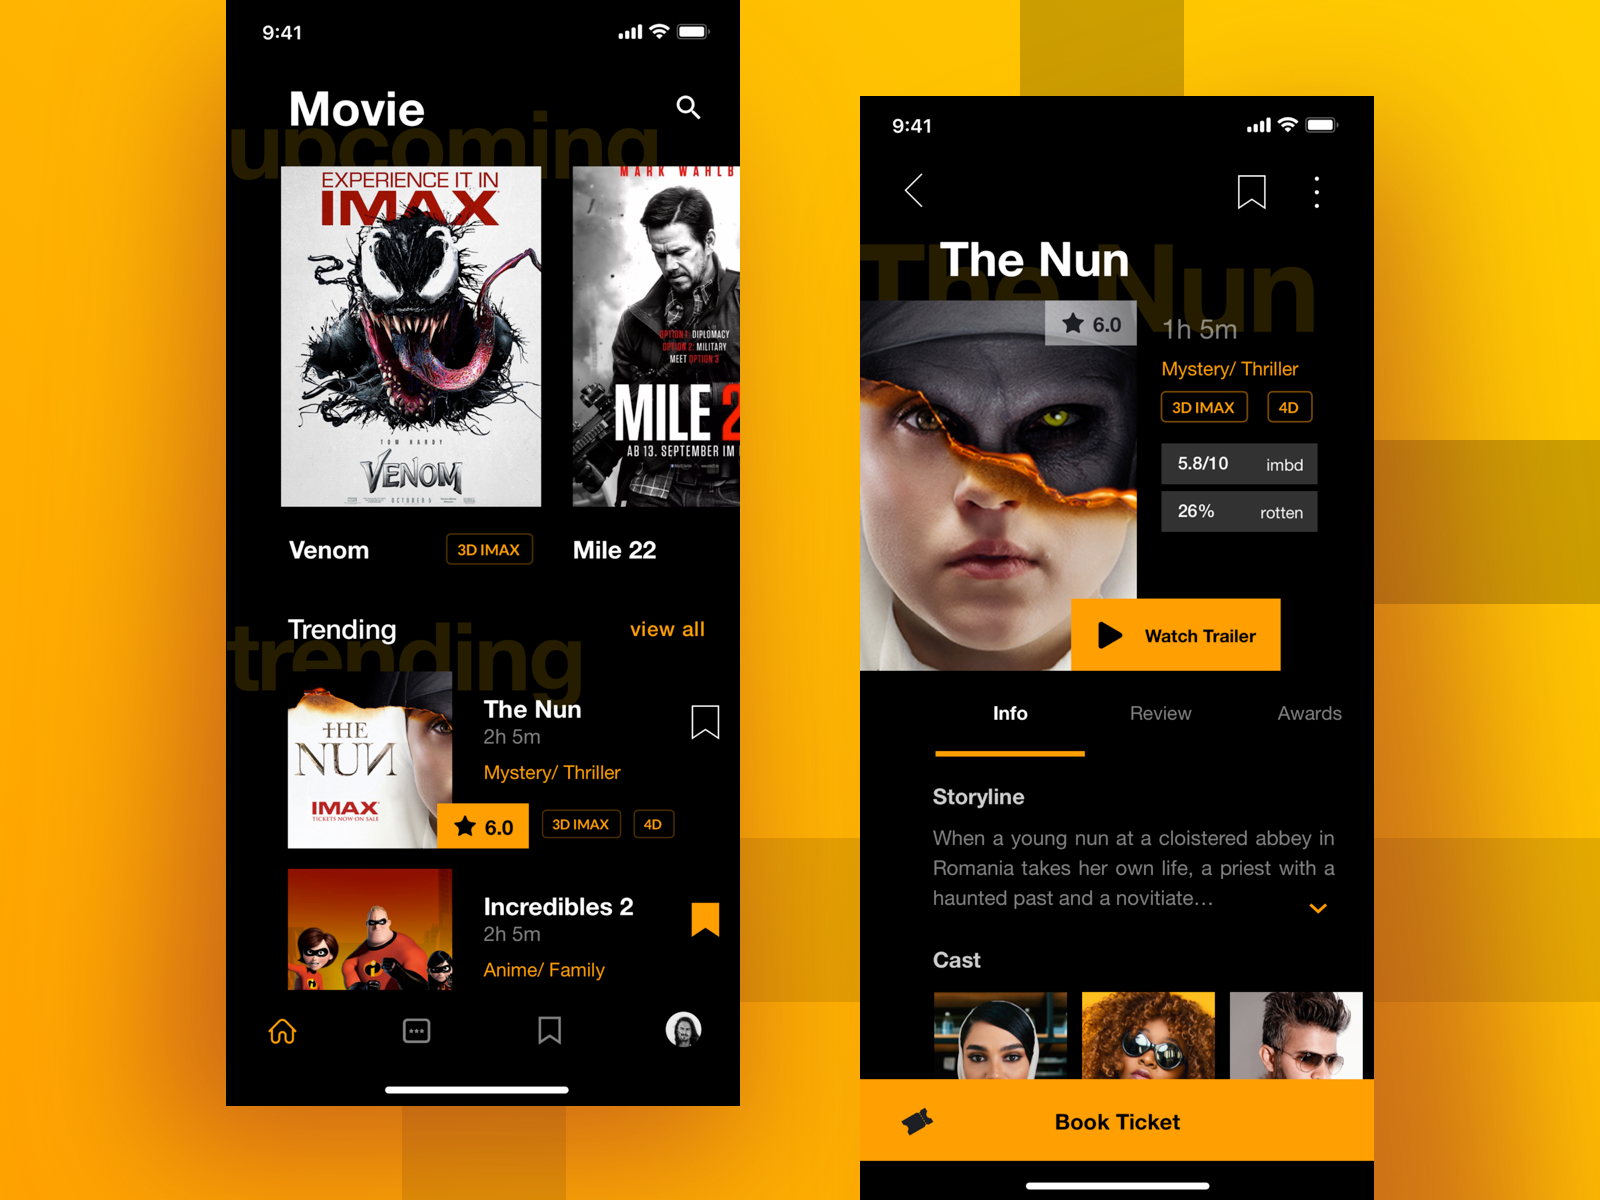 9:41
Movie
upcoming
EXPERIENCE IT IN
IMAX
TOM HARDY
VENOM
OCTOBER 5
MARK WAHLB
OPTION 1: DIPLOMACY
OPTION 2: MILITARY
MEET OPTION 3
MILE 2
AB 13. SEPTEMBER IM
Venom
3D IMAX
Mile 22
Trending
view all
trending
THE
NUN
IMAX
TICKETS NOW ON SALE
The Nun
2h 5m
Mystery/ Thriller
6.0
3D IMAX
4D
Incredibles 2
2h 5m
Anime/ Family
9:41
The Nun
The Nun
6.0
1h 5m
Mystery/ Thriller
3D IMAX
4D
5.8/10 imbd
26% rotten
Watch Trailer
Info
Review
Awards
Storyline
When a young nun at a cloistered abbey in
Romania takes her own life, a priest with a
haunted past and a novitiate...
Cast
Book Ticket